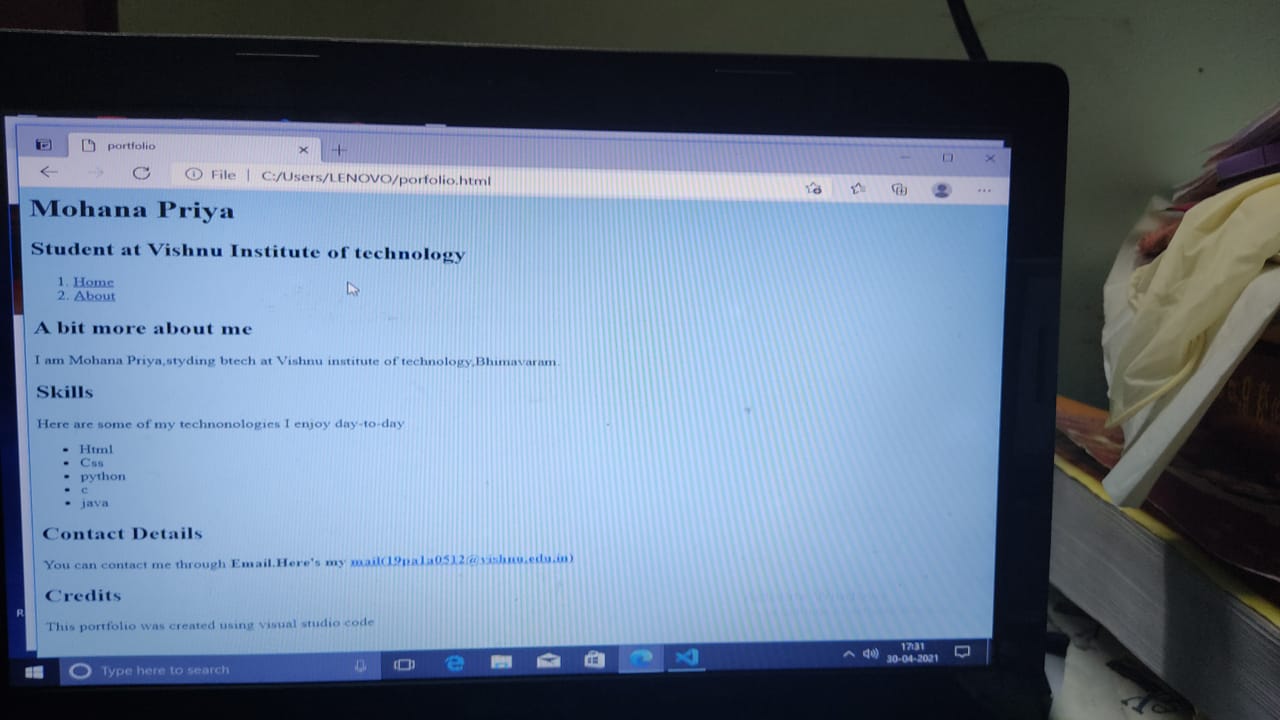 portfolio
File | C:/Users/LENOVO/porfolio.html
Mohana Priya
Student at Vishnu Institute of technology
1. Home
2. About
A bit more about me
I am Mohana Priya,styding btech at Vishnu institute of technology,Bhimavaram.
Skills
Here are some of my technonologies I enjoy day-to-day
• Html
• Css
• python
• c
• java
Contact Details
You can contact me through Email.Here's my mail(19pa1a0512@vishnu.edu.in)
Credits
This portfolio was created using visual studio code
R
Type here to search
17:31
30-04-2021